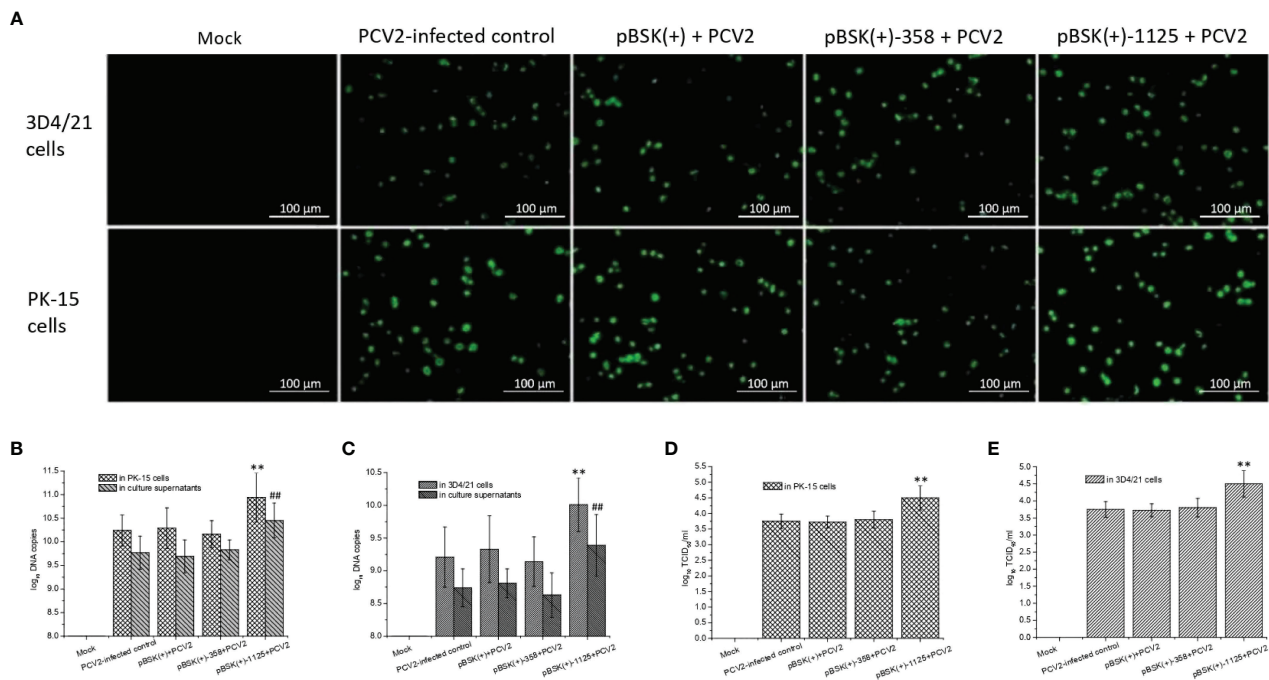 A
Mock
PCV2-infected control
pBSK(+) + PCV2
pBSK(+)-358 + PCV2
pBSK(+)-1125 + PCV2
3D4/21
cells
100 µm
100 µm
100 µm
100 µm
100 µm
PK-15
cells
100 µm
100 µm
100 µm
100 µm
100 µm
B
in PK-15 cells
in culture supernatants
**
##
log10 DNA copies
11.5
11.0
10.5
10.0
9.5
9.0
8.5
8.0
Mock
PCV2-infected control
pBSK(+)+PCV2
pBSK(+)-358+PCV2
pBSK(+)-1125+PCV2
C
in 3D4/21 cells
in culture supernatants
**
##
log10 DNA copies
10.5
10.0
9.5
9.0
8.5
8.0
Mock
PCV2-infected control
pBSK(+)+PCV2
pBSK(+)-358+PCV2
pBSK(+)-1125+PCV2
D
in PK-15 cells
**
log10 TCID50/ml
5.5
5.0
4.5
4.0
3.5
3.0
2.5
2.0
1.5
1.0
0.5
0.0
Mock
PCV2-infected control
pBSK(+)+PCV2
pBSK(+)-358+PCV2
pBSK(+)-1125+PCV2
E
in 3D4/21 cells
**
log10 TCID50/ml
5.0
4.5
4.0
3.5
3.0
2.5
2.0
1.5
1.0
0.5
0.0
Mock
PCV2-infected control
pBSK(+)+PCV2
pBSK(+)-358+PCV2
pBSK(+)-1125+PCV2